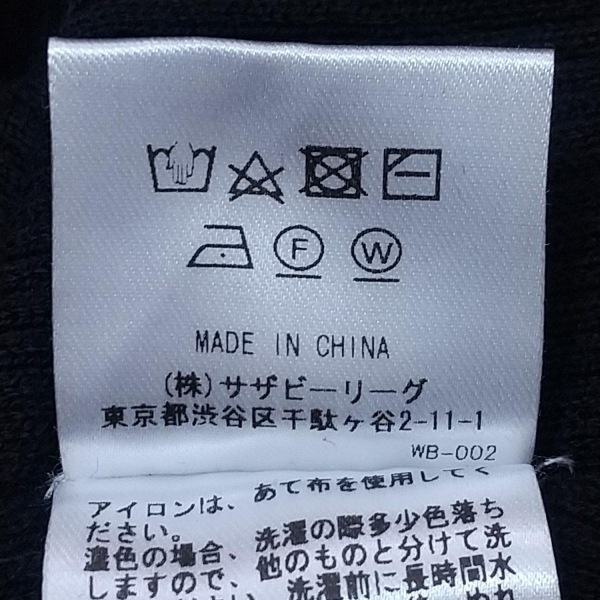 F W
MADE IN CHINA
(株)サザビーリーグ
東京都渋谷区千駄ヶ谷2-11-1
WB-002
アイロンは、あて布を使用してく
ださい。
濃色の場合、洗濯の際多少色落ち
しますので、他のものと分けて洗
洗濯前に長時間水